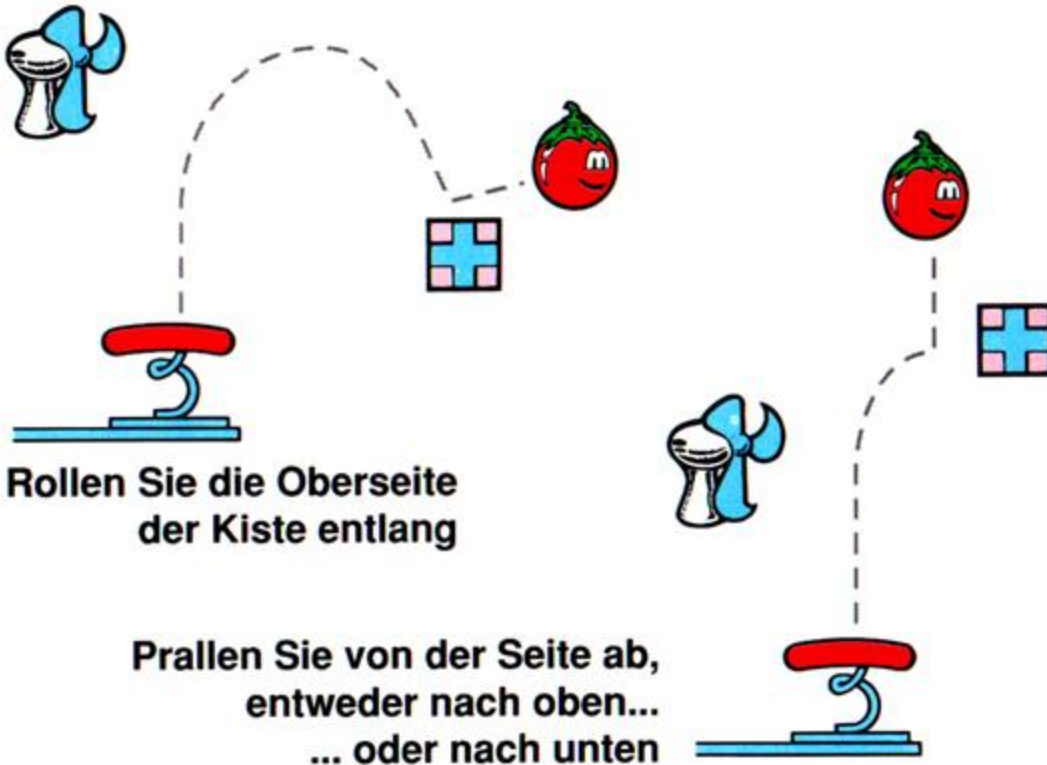 Rollen Sie die Oberseite
der Kiste entlang
Prallen Sie von der Seite ab,
entweder nach oben...
... oder nach unten